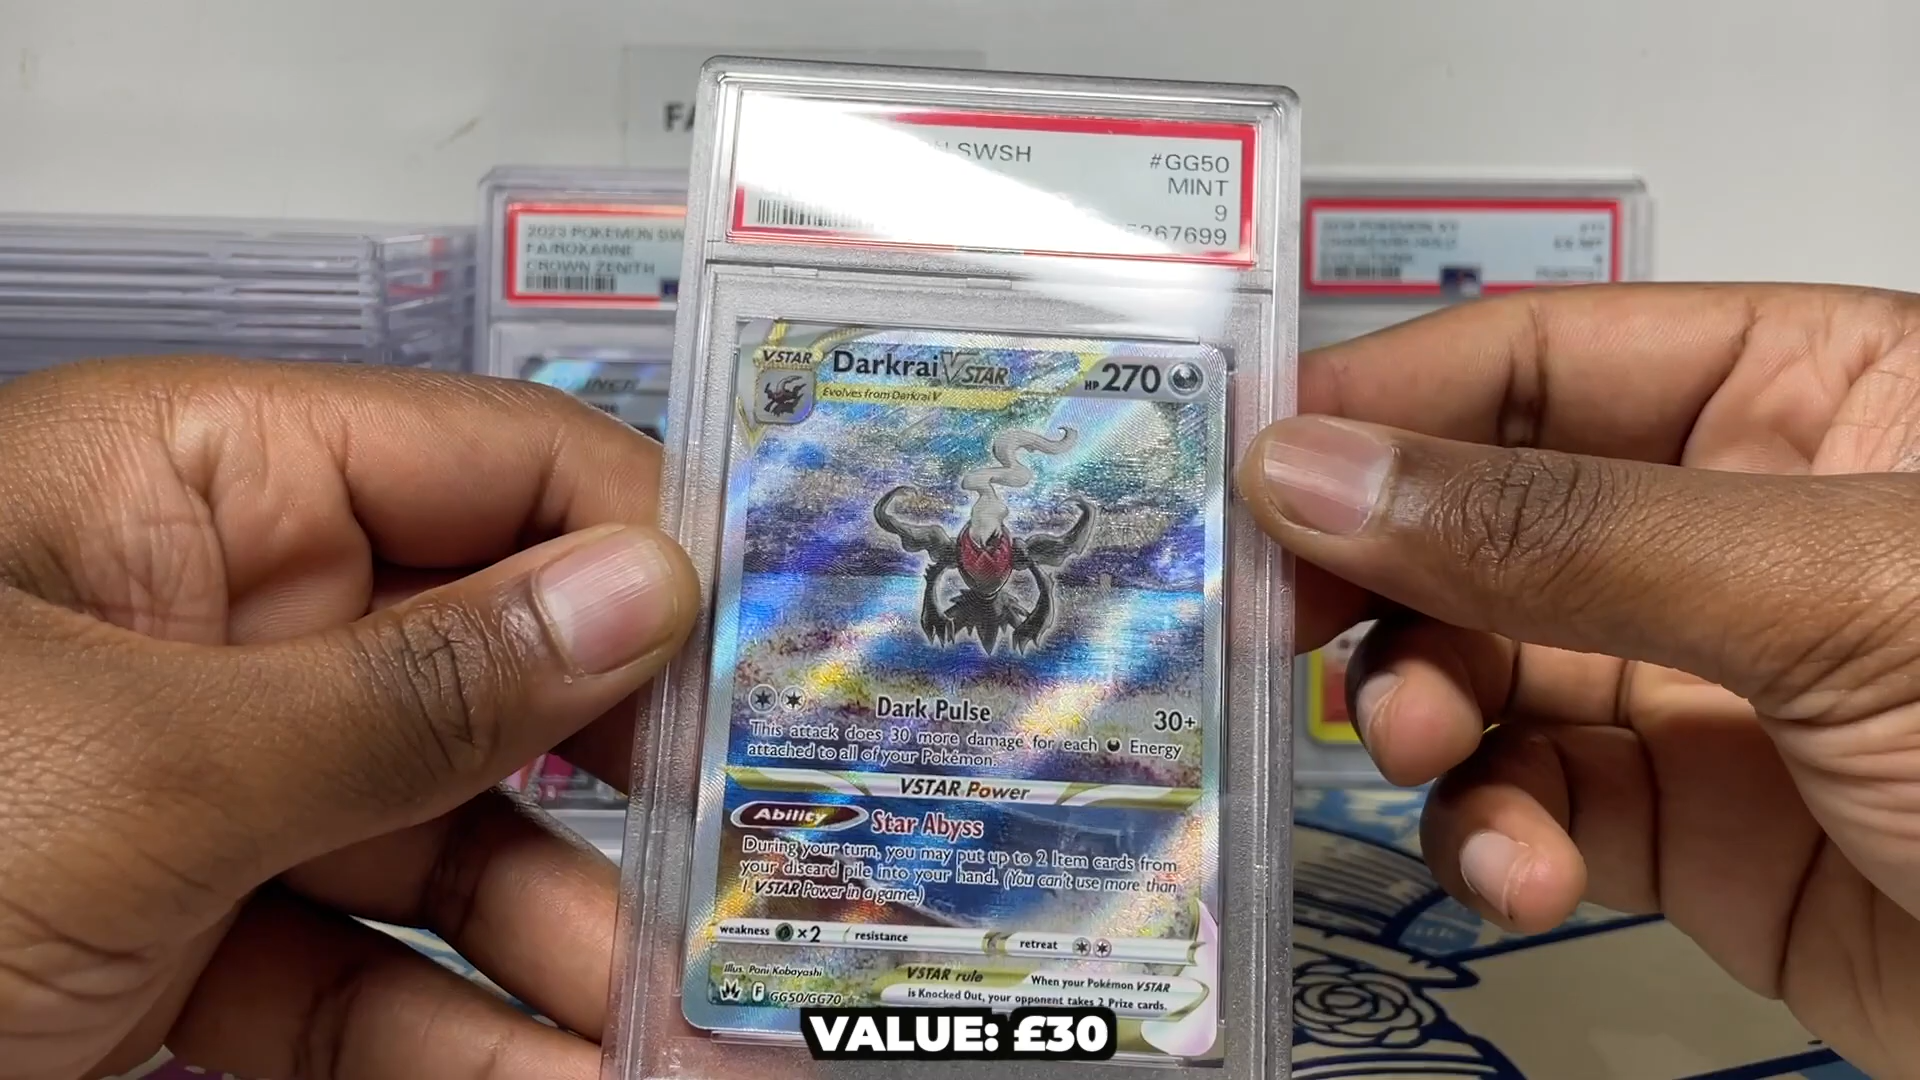 FA
SWSH
#GG50
MINT
9
267699
2023 POKEMON SW
FA/ROXANNE
CROWN ZENITH
VSTAR
Darkrai VSTAR
HP 270
Evolves from Darkrai V
Dark Pulse
30+
This attack does 30 more damage for each Energy
attached to all of your Pokémon.
VSTAR Power
Ability Star Abyss
During your turn, you may put up to 2 Item cards from
your discard pile into your hand. (You can't use more than
1 VSTAR Power in a game.)
weakness ×2 resistance retreat
Illus. Pani Kobayashi
VSTAR rule When your Pokémon VSTAR
is Knocked Out, your opponent takes 2 Prize cards.
F GG50/GG70
VALUE: £30